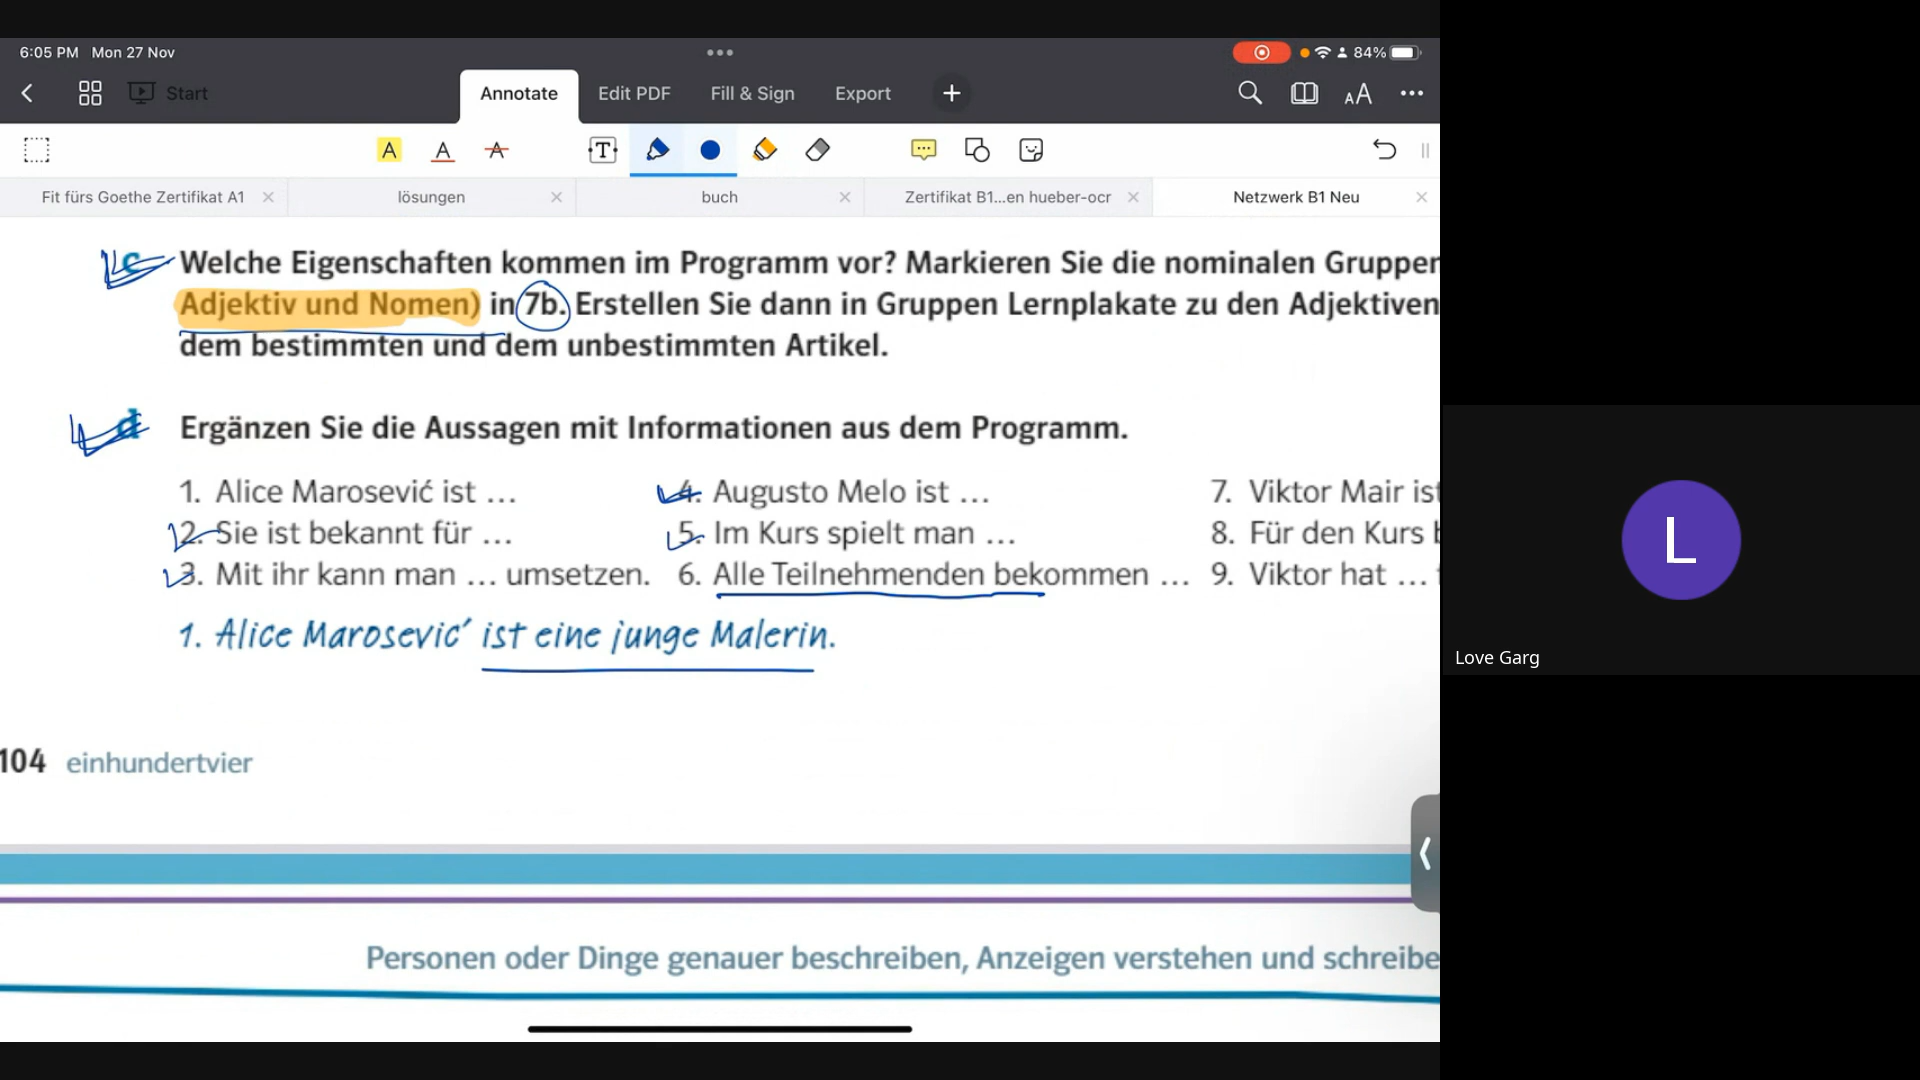 6:05 PM Mon 27 Nov
84%
Start
Annotate
Edit PDF
Fill & Sign
Export
Fit fürs Goethe Zertifikat A1
lösungen
buch
Zertifikat B1...en hueber-ocr
Netzwerk B1 Neu
c Welche Eigenschaften kommen im Programm vor? Markieren Sie die nominalen Gruppen
Adjektiv und Nomen) in 7b. Erstellen Sie dann in Gruppen Lernplakate zu den Adjektiven
dem bestimmten und dem unbestimmten Artikel.
d Ergänzen Sie die Aussagen mit Informationen aus dem Programm.
1. Alice Marosević ist ...
2. Sie ist bekannt für ...
3. Mit ihr kann man ... umsetzen.
4. Augusto Melo ist ...
5. Im Kurs spielt man ...
6. Alle Teilnehmenden bekommen ...
7. Viktor Mair ist
8. Für den Kurs
9. Viktor hat ...
1. Alice Marosević ist eine junge Malerin.
104 einhundertvier
Personen oder Dinge genauer beschreiben, Anzeigen verstehen und schreibe
L
Love Garg